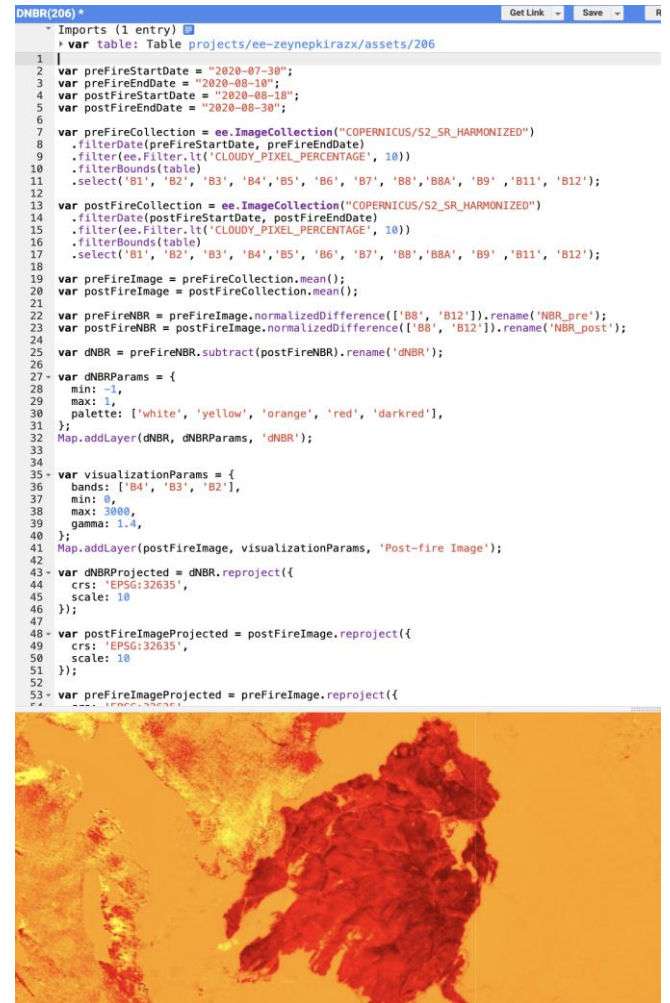 DNBR(206) *
Get Link
Save
R
Imports (1 entry)
var table: Table projects/ee-zeynepkirazx/assets/206
1
2 var preFireStartDate = "2020-07-30";
3 var preFireEndDate = "2020-08-10";
4 var postFireStartDate = "2020-08-18";
5 var postFireEndDate = "2020-08-30";
6
7 var preFireCollection = ee.ImageCollection("COPERNICUS/S2_SR_HARMONIZED")
8 .filterDate(preFireStartDate, preFireEndDate)
9 .filter(ee.Filter.lt('CLOUDY_PIXEL_PERCENTAGE', 10))
10 .filterBounds(table)
11 .select('B1', 'B2', 'B3', 'B4','B5', 'B6', 'B7', 'B8','B8A', 'B9' ,'B11', 'B12');
12
13 var postFireCollection = ee.ImageCollection("COPERNICUS/S2_SR_HARMONIZED")
14 .filterDate(postFireStartDate, postFireEndDate)
15 .filter(ee.Filter.lt('CLOUDY_PIXEL_PERCENTAGE', 10))
16 .filterBounds(table)
17 .select('B1', 'B2', 'B3', 'B4','B5', 'B6', 'B7', 'B8','B8A', 'B9' ,'B11', 'B12');
18
19 var preFireImage = preFireCollection.mean();
20 var postFireImage = postFireCollection.mean();
21
22 var preFireNBR = preFireImage.normalizedDifference(['B8', 'B12']).rename('NBR_pre');
23 var postFireNBR = postFireImage.normalizedDifference(['B8', 'B12']).rename('NBR_post');
24
25 var dNBR = preFireNBR.subtract(postFireNBR).rename('dNBR');
26
27 var dNBRParams = {
28 min: -1,
29 max: 1,
30 palette: ['white', 'yellow', 'orange', 'red', 'darkred'],
31 };
32 Map.addLayer(dNBR, dNBRParams, 'dNBR');
33
34
35 var visualizationParams = {
36 bands: ['B4', 'B3', 'B2'],
37 min: 0,
38 max: 3000,
39 gamma: 1.4,
40 };
41 Map.addLayer(postFireImage, visualizationParams, 'Post-fire Image');
42
43 var dNBRProjected = dNBR.reproject({
44 crs: 'EPSG:32635',
45 scale: 10
46 });
47
48 var postFireImageProjected = postFireImage.reproject({
49 crs: 'EPSG:32635',
50 scale: 10
51 });
52
53 var preFireImageProjected = preFireImage.reproject({